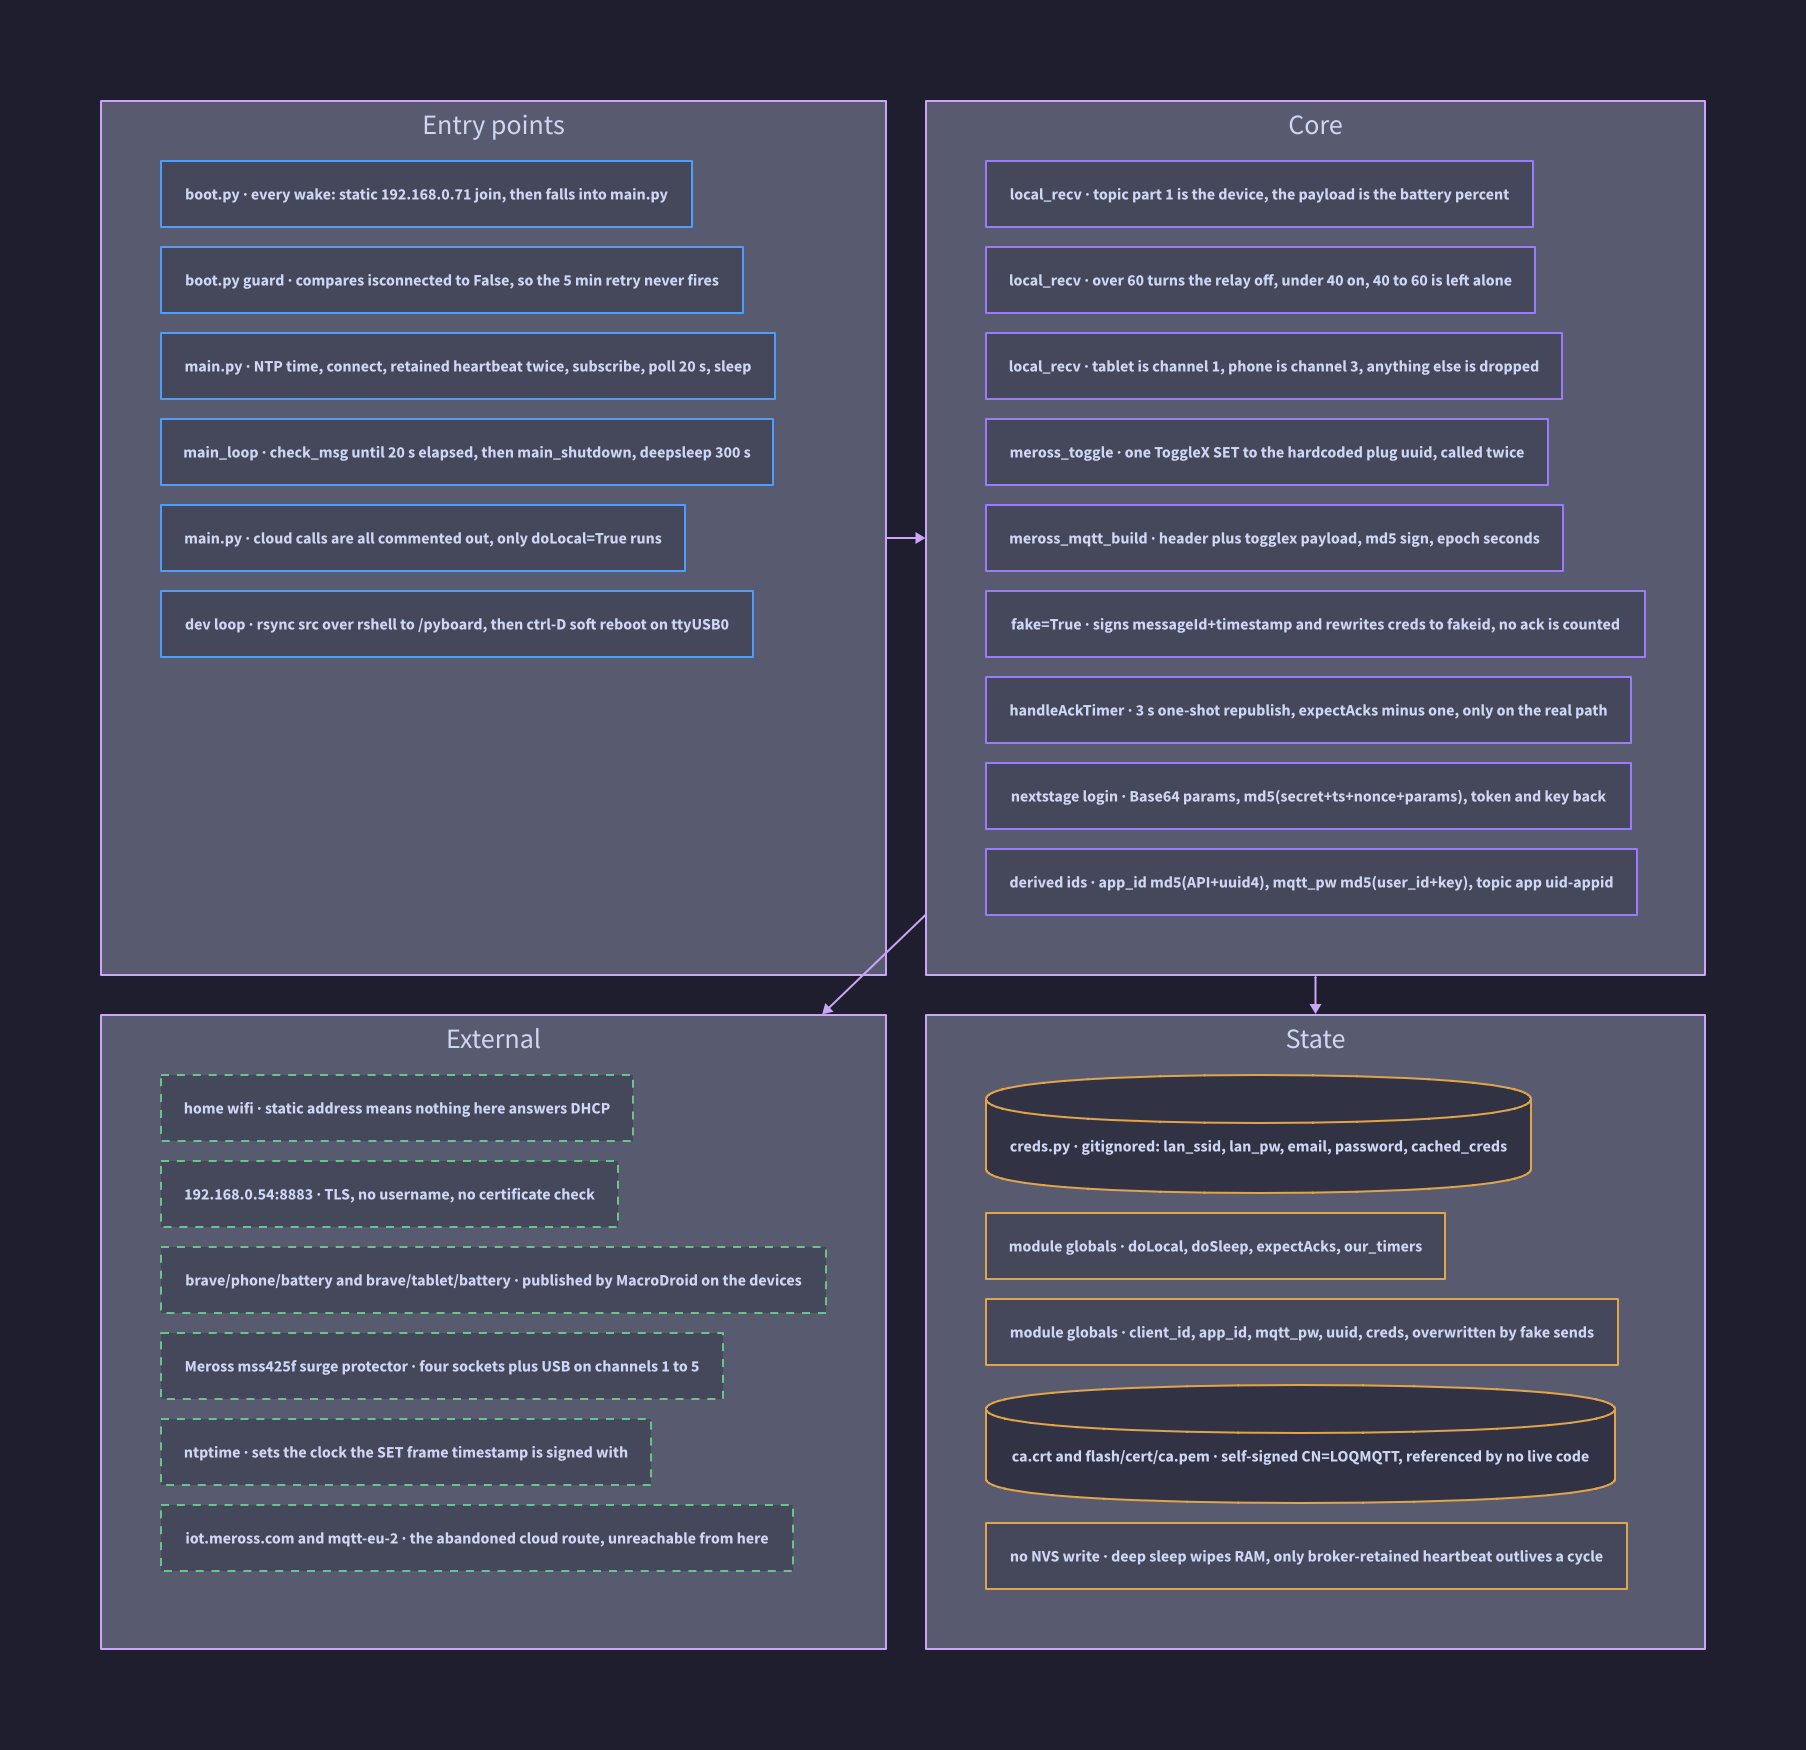 Entry points
boot.py · every wake: static 192.168.0.71 join, then falls into main.py
boot.py guard · compares isconnected to False, so the 5 min retry never fires
main.py · NTP time, connect, retained heartbeat twice, subscribe, poll 20 s, sleep
main_loop · check_msg until 20 s elapsed, then main_shutdown, deepsleep 300 s
main.py · cloud calls are all commented out, only doLocal=True runs
dev loop · rsync src over rshell to /pyboard, then ctrl-D soft reboot on ttyUSB0
Core
local_recv · topic part 1 is the device, the payload is the battery percent
local_recv · over 60 turns the relay off, under 40 on, 40 to 60 is left alone
local_recv · tablet is channel 1, phone is channel 3, anything else is dropped
meross_toggle · one ToggleX SET to the hardcoded plug uuid, called twice
meross_mqtt_build · header plus togglex payload, md5 sign, epoch seconds
fake=True · signs messageId+timestamp and rewrites creds to fakeid, no ack is counted
handleAckTimer · 3 s one-shot republish, expectAcks minus one, only on the real path
nextstage login · Base64 params, md5(secret+ts+nonce+params), token and key back
derived ids · app_id md5(API+uuid4), mqtt_pw md5(user_id+key), topic app uid-appid
External
home wifi · static address means nothing here answers DHCP
192.168.0.54:8883 · TLS, no username, no certificate check
brave/phone/battery and brave/tablet/battery · published by MacroDroid on the devices
Meross mss425f surge protector · four sockets plus USB on channels 1 to 5
ntptime · sets the clock the SET frame timestamp is signed with
iot.meross.com and mqtt-eu-2 · the abandoned cloud route, unreachable from here
State
creds.py · gitignored: lan_ssid, lan_pw, email, password, cached_creds
module globals · doLocal, doSleep, expectAcks, our_timers
module globals · client_id, app_id, mqtt_pw, uuid, creds, overwritten by fake sends
ca.crt and flash/cert/ca.pem · self-signed CN=LOQMQTT, referenced by no live code
no NVS write · deep sleep wipes RAM, only broker-retained heartbeat outlives a cycle